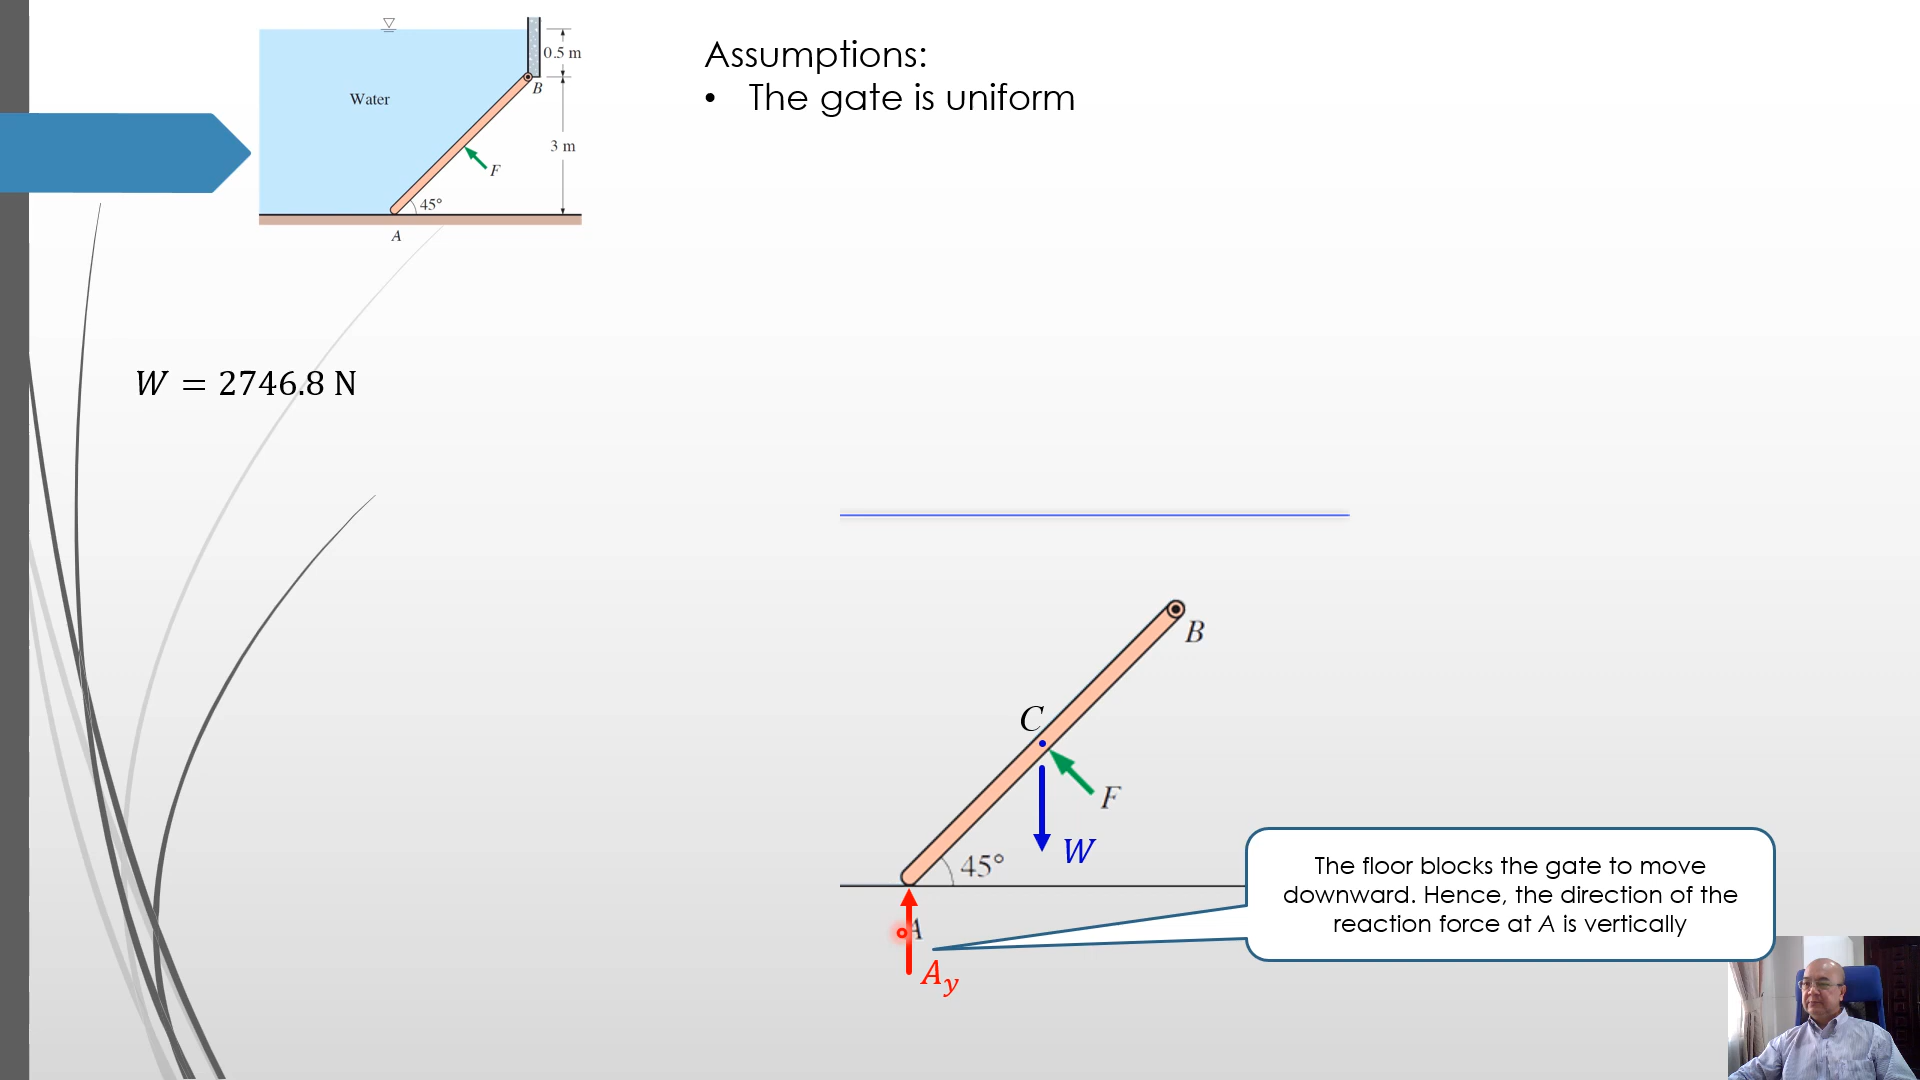 0.5 m
B
Water
3 m
F
45°
A
Assumptions:
• The gate is uniform
W = 2746.8 N
B
C
F
W
45°
A
A_y
The floor blocks the gate to move
downward. Hence, the direction of the
reaction force at A is vertically